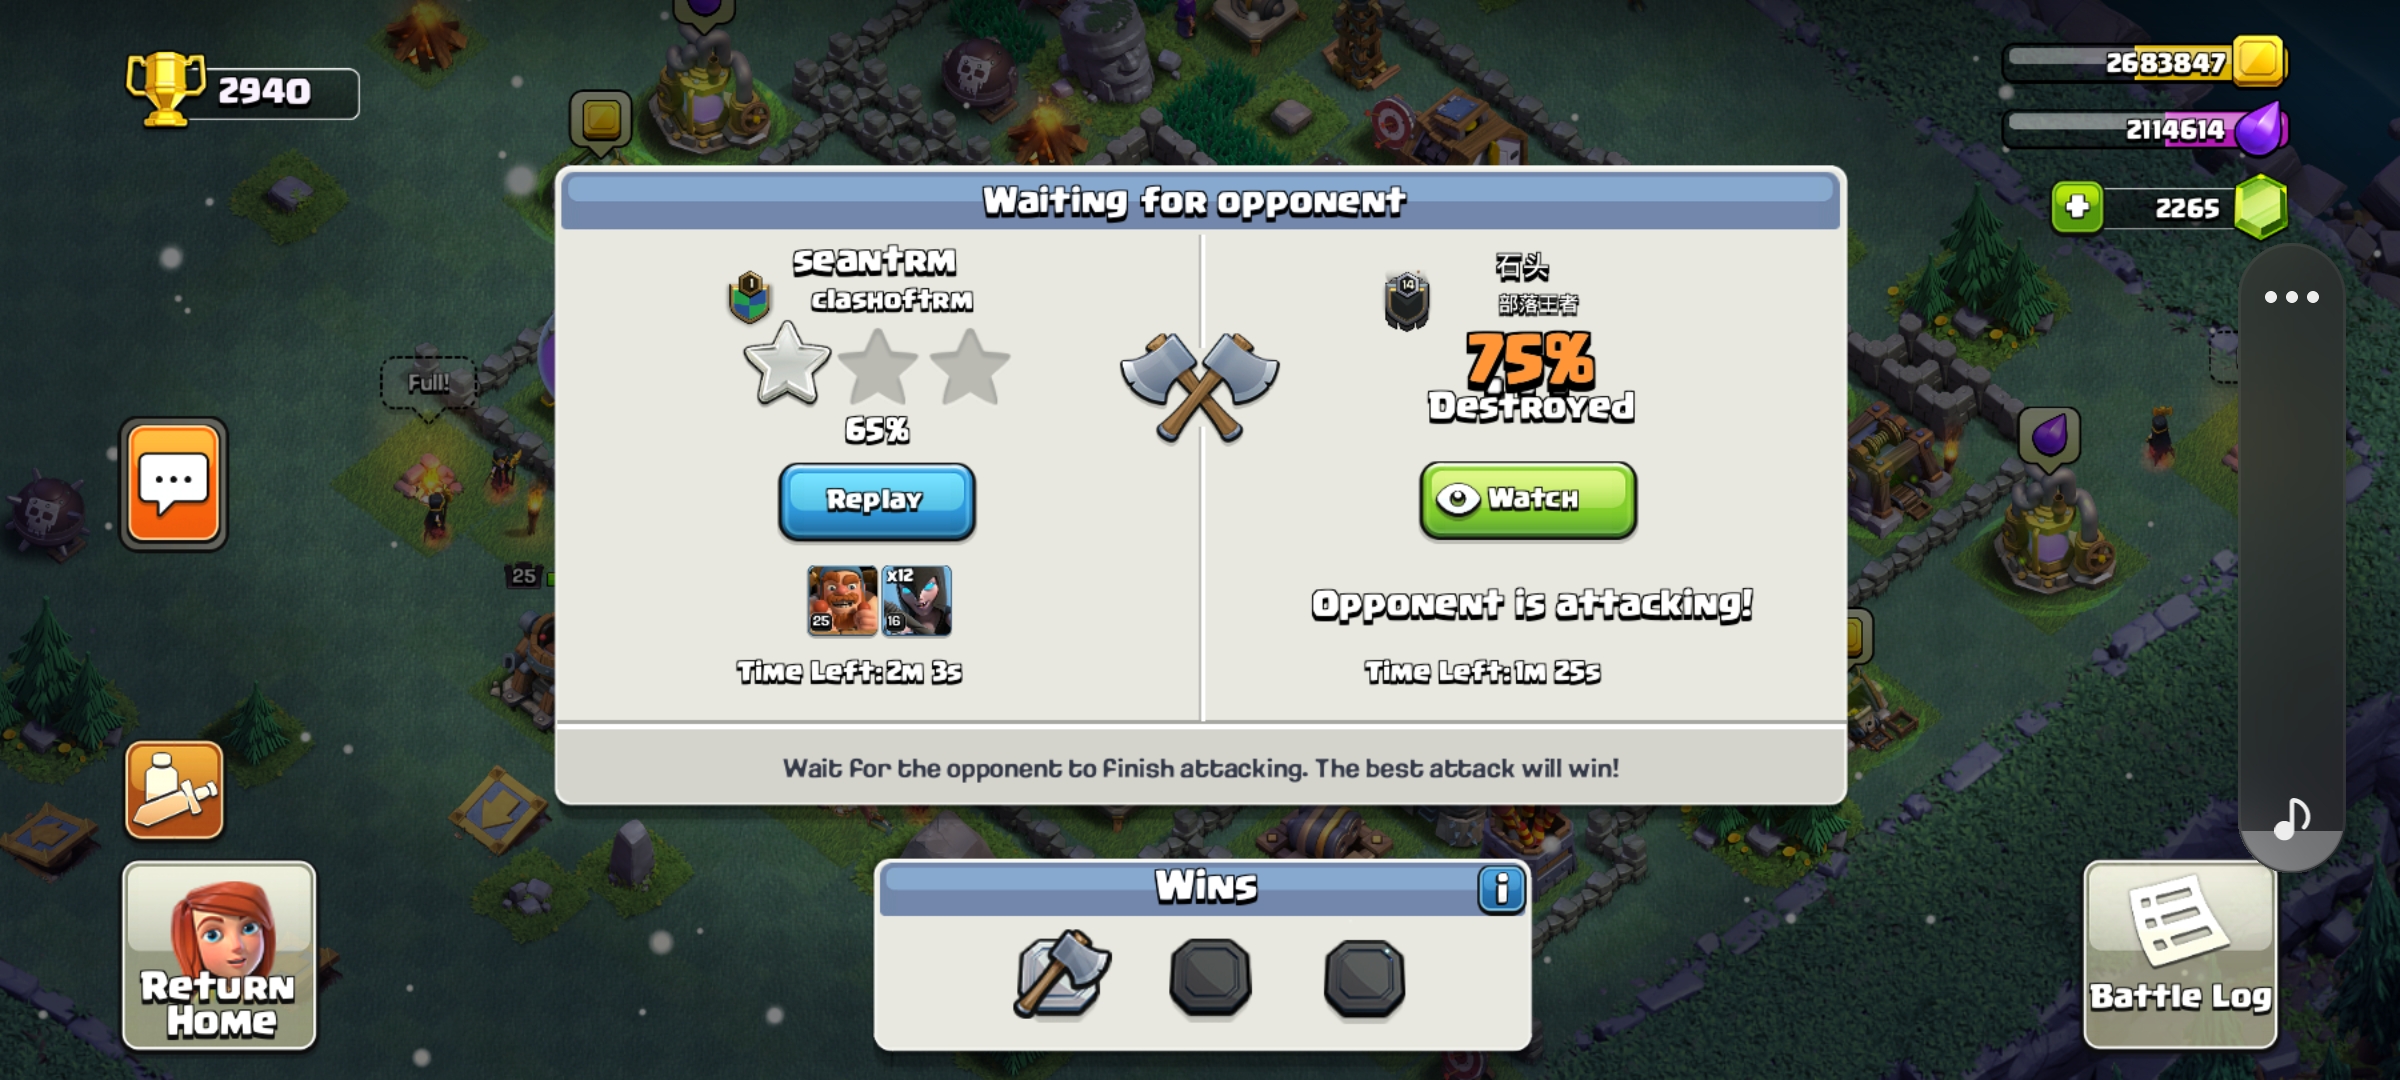 2940
2683847
2114614
2265
Full!
25
Waiting for opponent
seantrm
1
clashoftrm
65%
Replay
x12
25
16
Time Left:2m 3s
石头
14
部落王者
75%
Destroyed
Watch
Opponent is attacking!
Time Left:1m 25s
Wait for the opponent to finish attacking. The best attack will win!
Wins
i
Return
Home
Battle Log